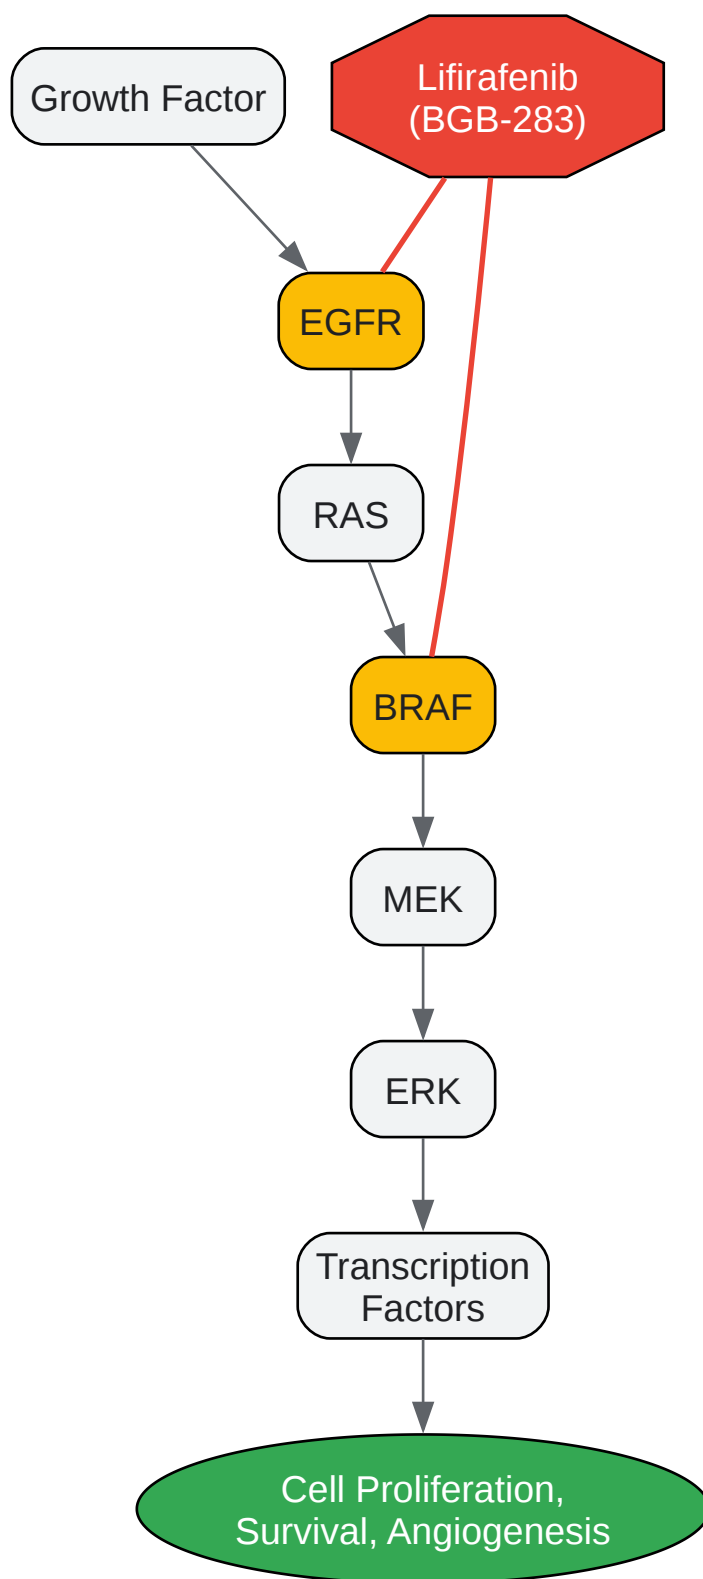 Growth Factor
Lifirafenib
(BGB-283)
EGFR
RAS
BRAF
MEK
ERK
Transcription
Factors
Cell Proliferation,
Survival, Angiogenesis